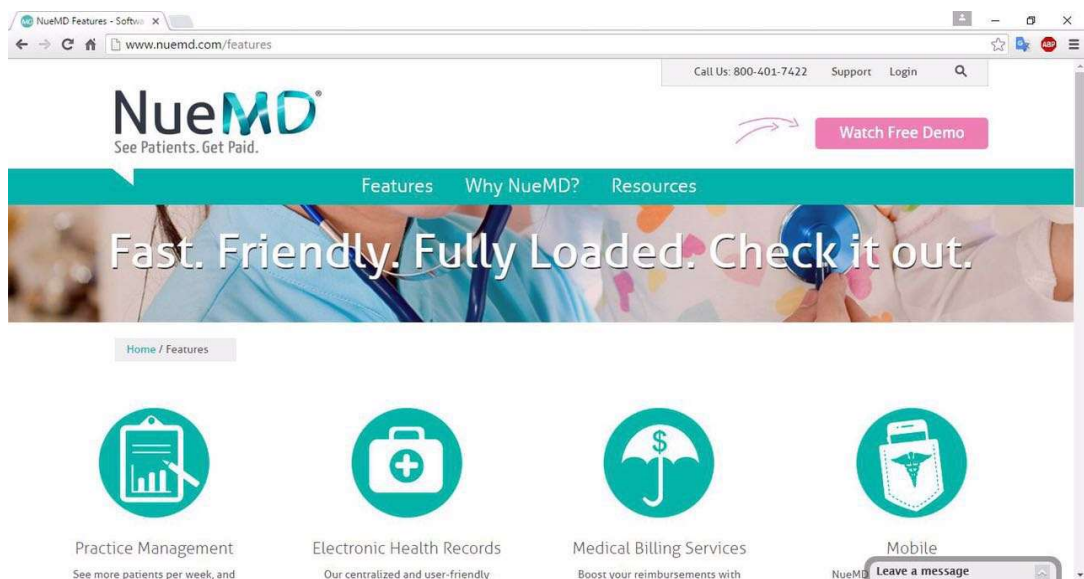 NueMD Features - Softwa
www.nuemd.com/features
ABP
Call Us: 800-401-7422 Support Login
NueMD®
See Patients. Get Paid.
Watch Free Demo
Features Why NueMD? Resources
Fast. Friendly. Fully Loaded. Check it out.
Home / Features
$
Practice Management Electronic Health Records Medical Billing Services Mobile
See more patients per week, and Our centralized and user-friendly Boost your reimbursements with NueMD
Leave a message